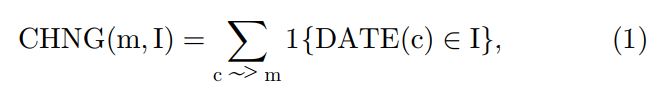 CHNG(m, I) = ∑ 1{DATE(c) ∈ I}, (1)
c ~> m